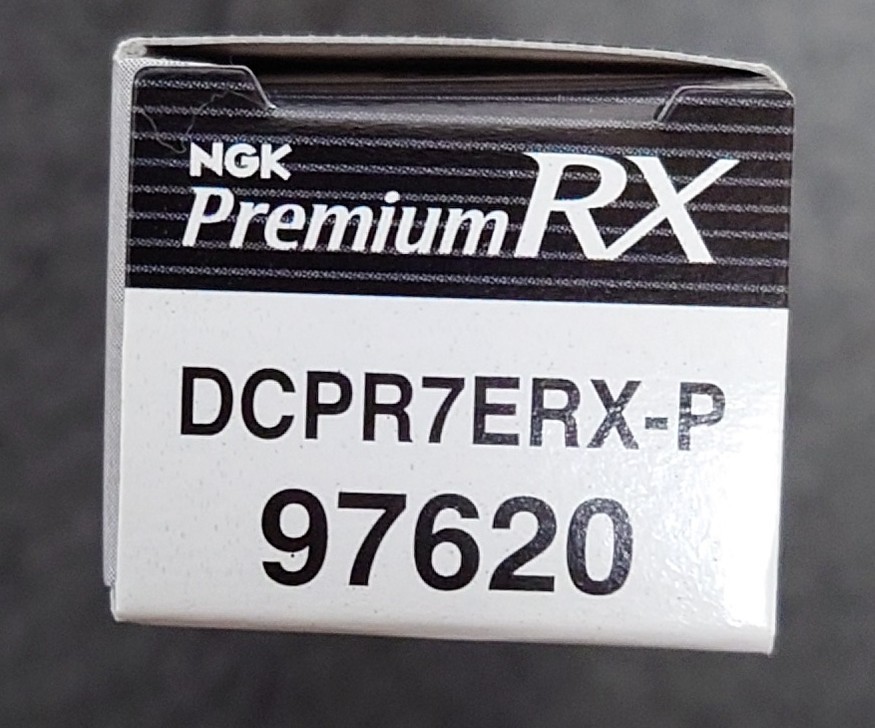 NGK
Premium RX
DCPR7ERX-P
97620